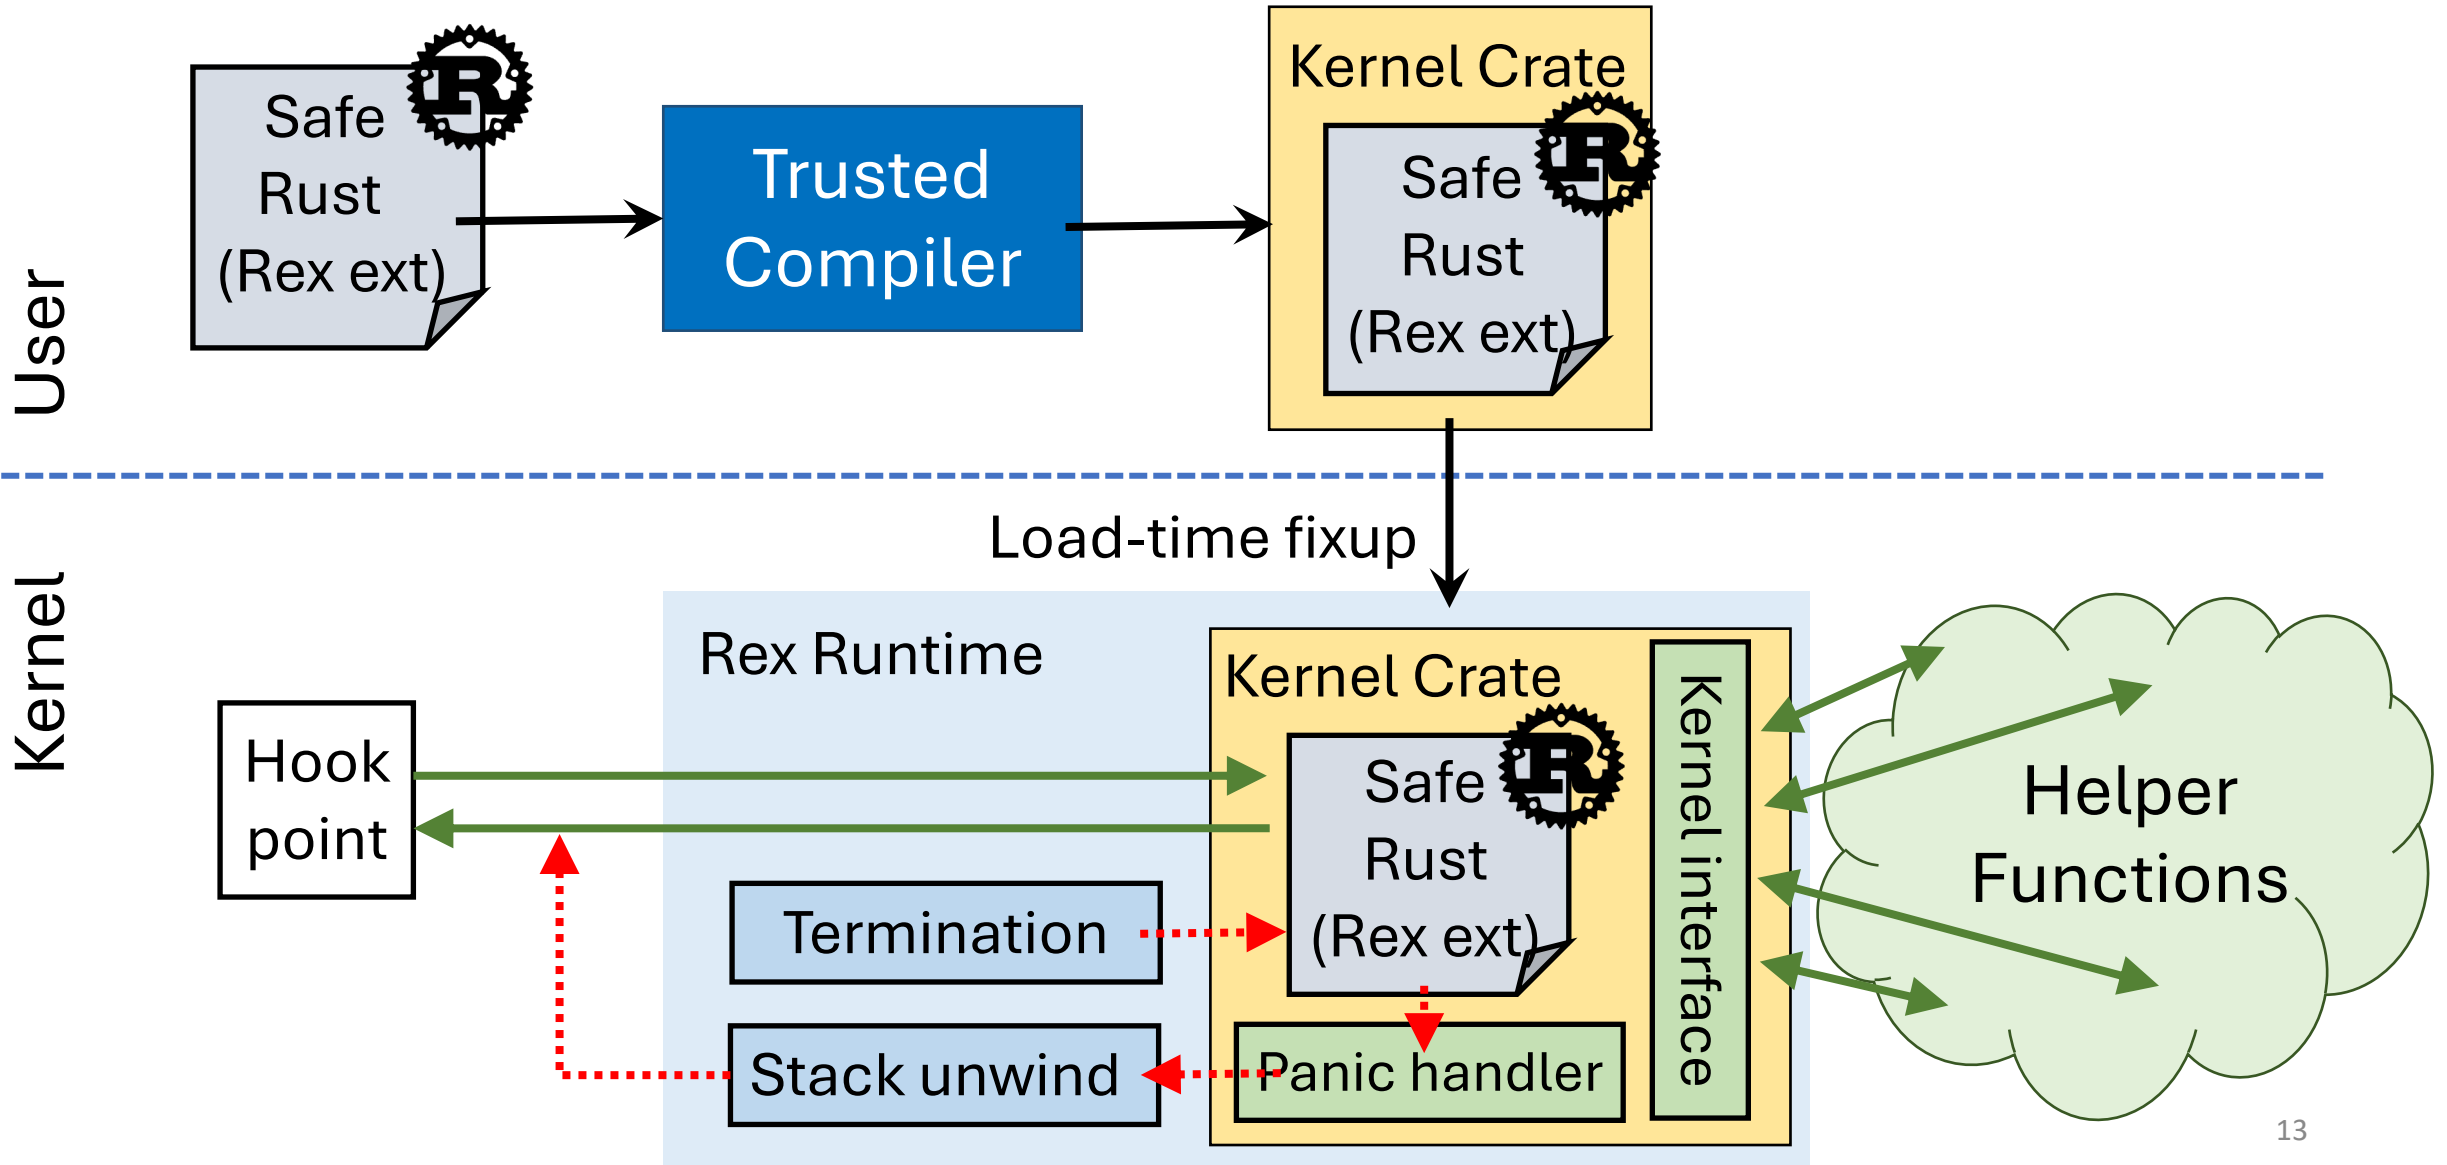 User
Safe
Rust
(Rex ext)
Trusted
Compiler
Kernel Crate
Safe
Rust
(Rex ext)
Kernel
Load-time fixup
Rex Runtime
Hook
point
Kernel Crate
Safe
Rust
(Rex ext)
Termination
Stack unwind
Panic handler
Kernel interface
Helper
Functions
13